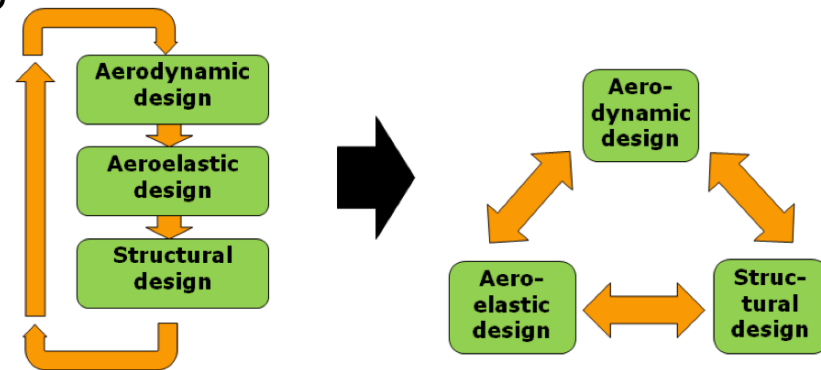 Aerodynamic
design
Aeroelastic
design
Structural
design
Aero-
dynamic
design
Aero-
elastic
design
Struc-
tural
design